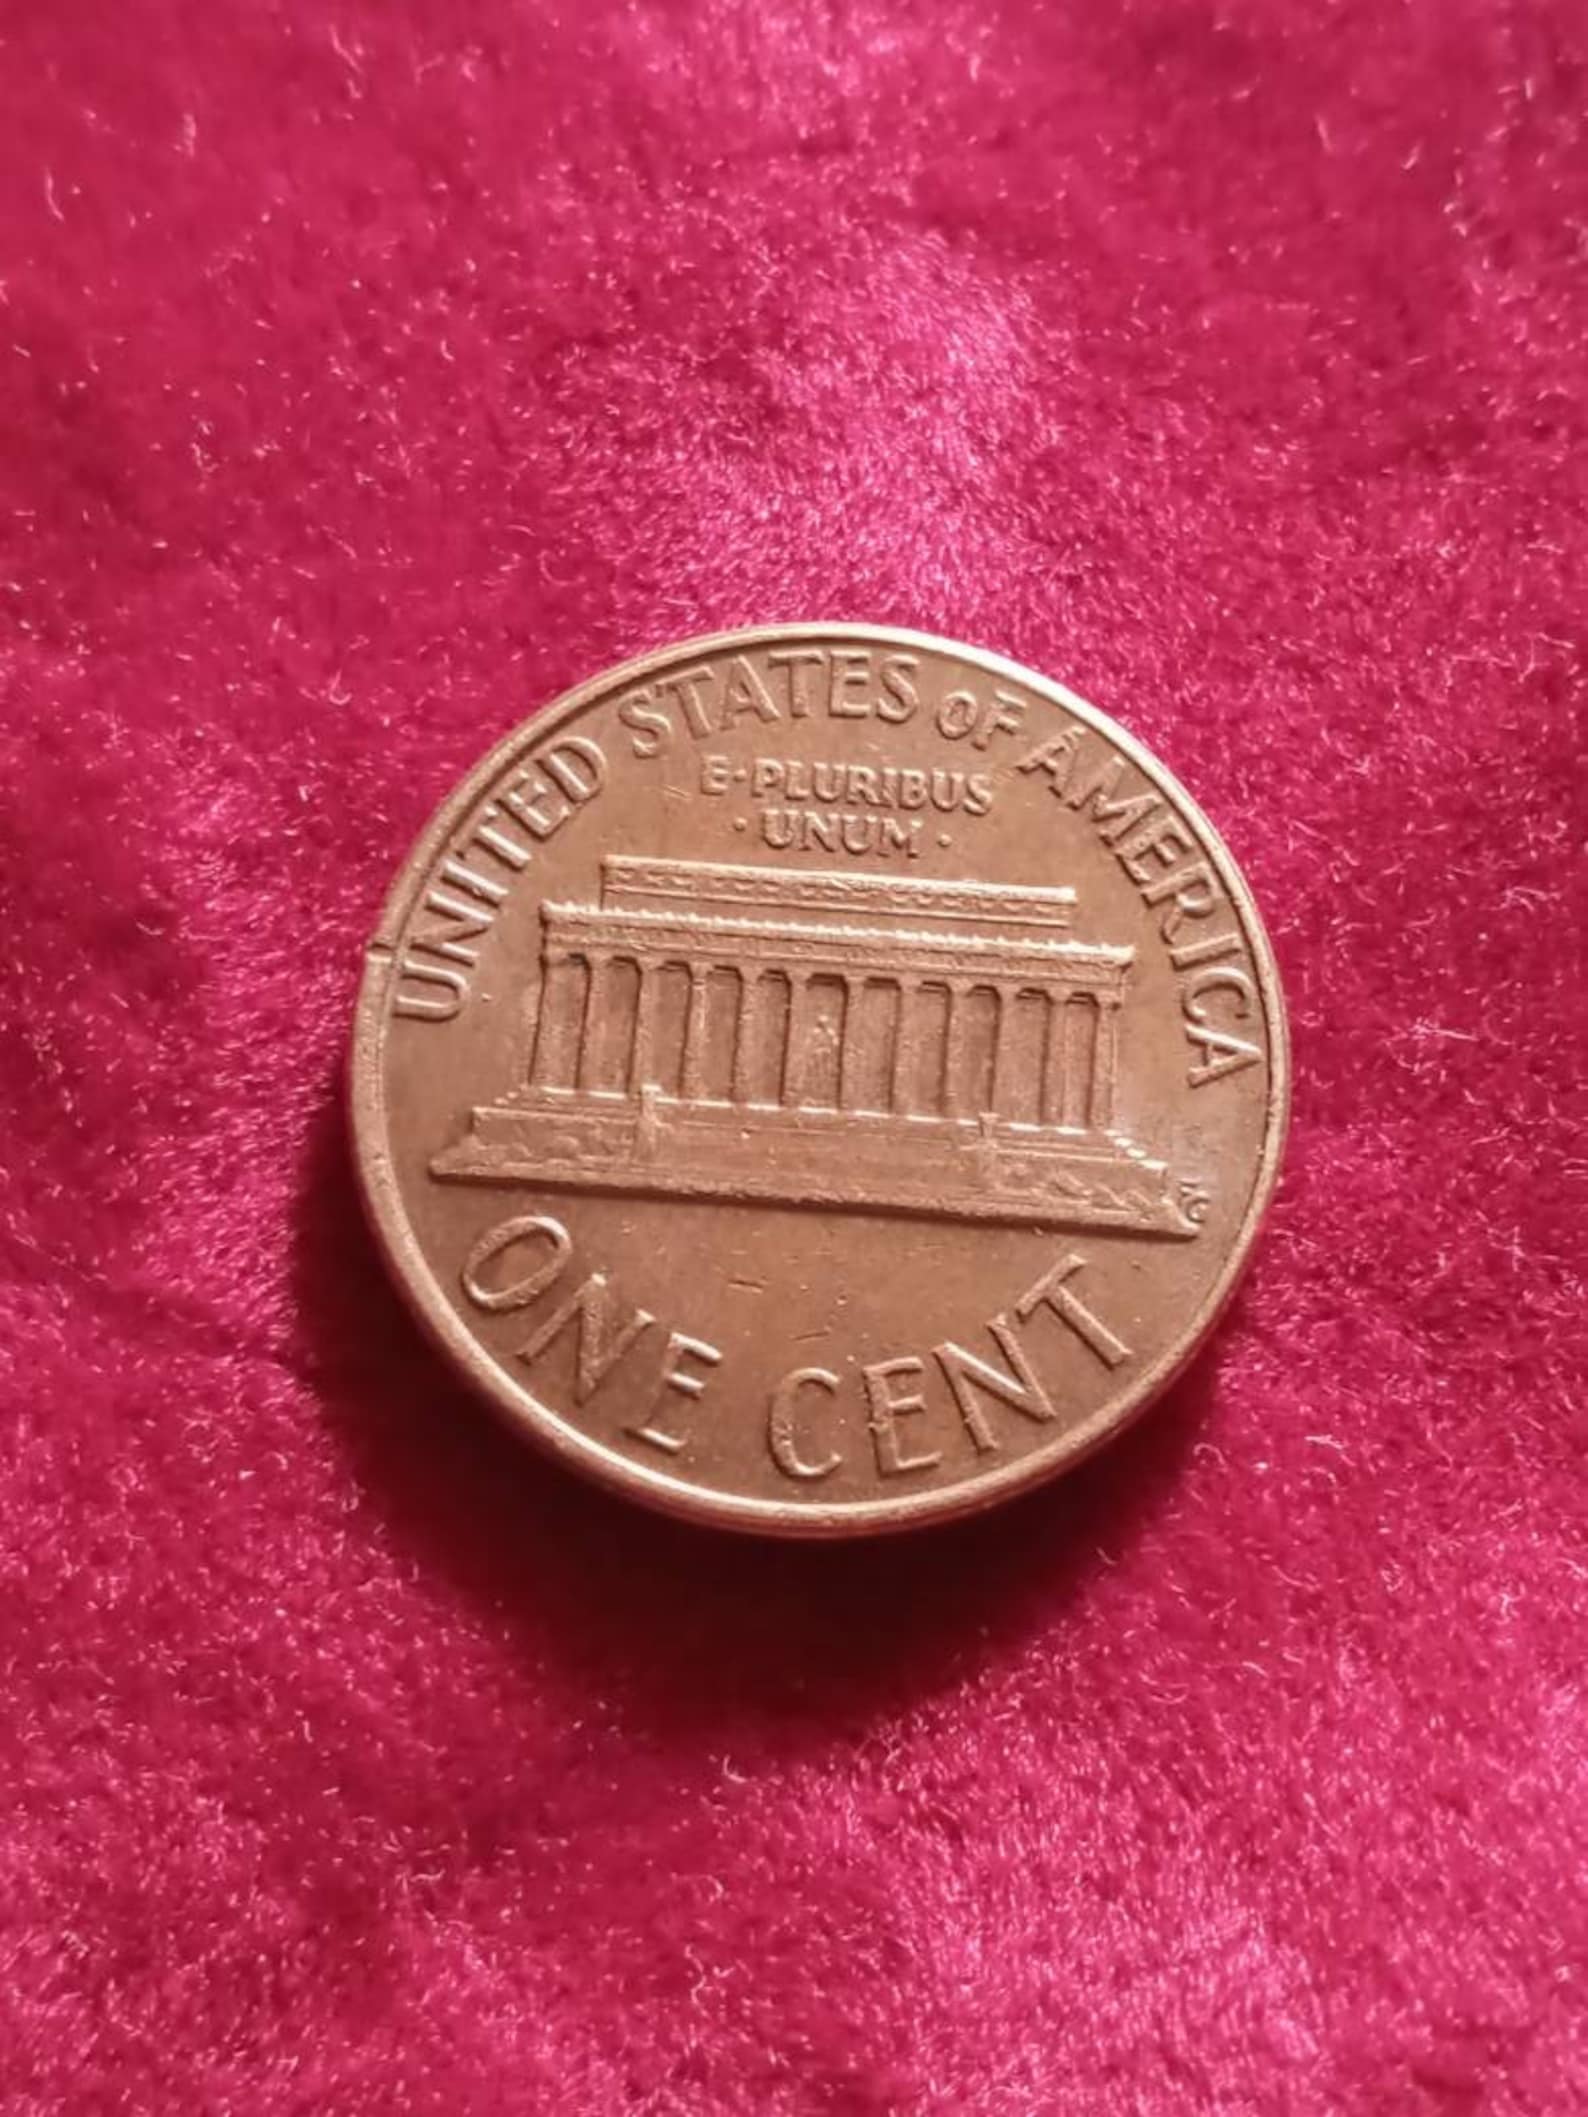 UNITED STATES OF AMERICA
E·PLURIBUS
·UNUM·
ONE CENT